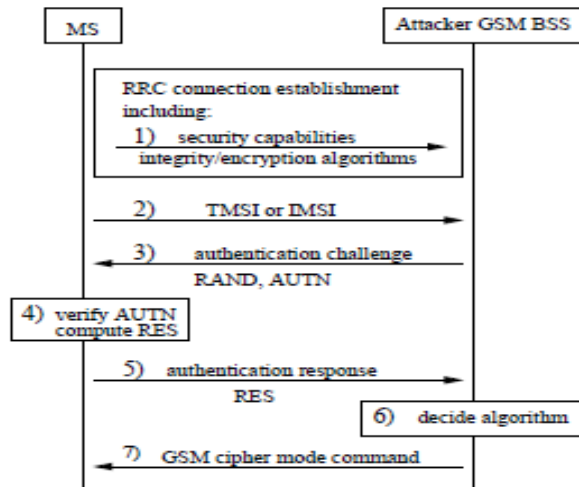 MS
Attacker GSM BSS
RRC connection establishment
including:
1) security capabilities
integrity/encryption algorithms
2) TMSI or IMSI
3) authentication challenge
RAND, AUTN
4) verify AUTN
compute RES
5) authentication response
RES
6) decide algorithm
7) GSM cipher mode command